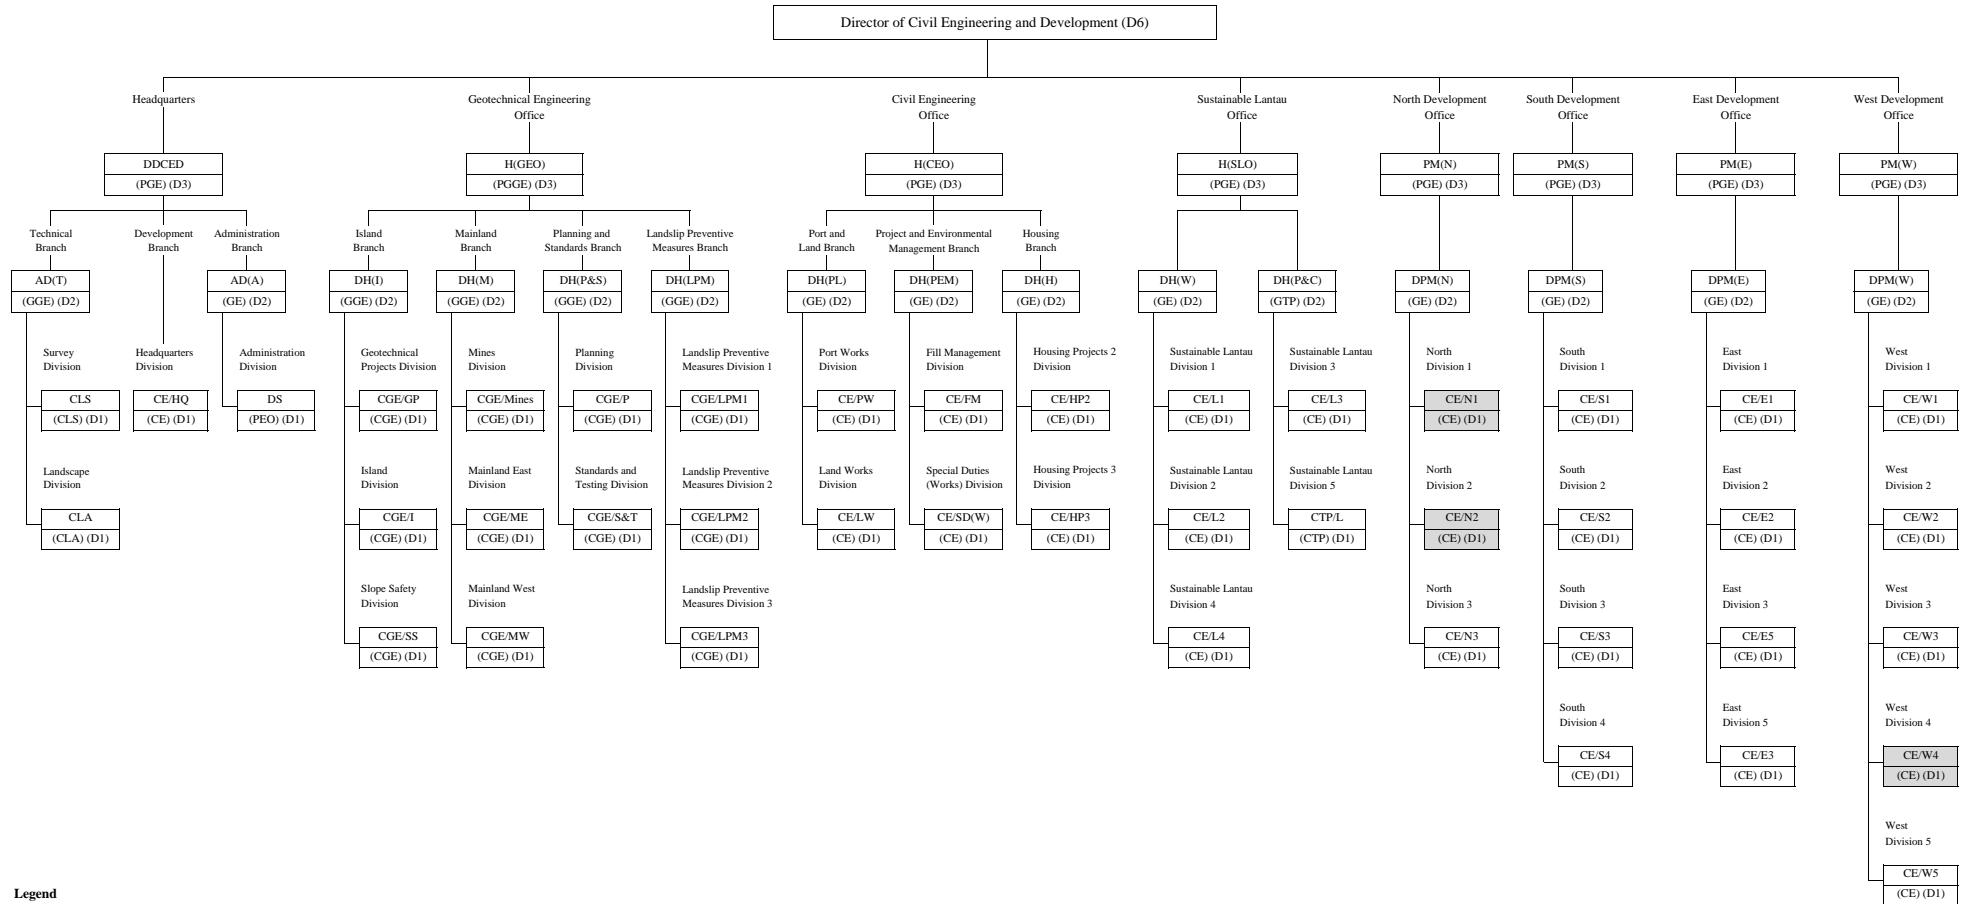 Director of Civil Engineering and Development (D6)
Headquarters
Geotechnical Engineering
Office
Civil Engineering
Office
Sustainable Lantau
Office
North Development
Office
South Development
Office
East Development
Office
West Development
Office
DDCED
(PGE) (D3)
H(GEO)
(PGGE) (D3)
H(CEO)
(PGE) (D3)
H(SLO)
(PGE) (D3)
PM(N)
(PGE) (D3)
PM(S)
(PGE) (D3)
PM(E)
(PGE) (D3)
PM(W)
(PGE) (D3)
Technical
Branch
Development
Branch
Administration
Branch
Island
Branch
Mainland
Branch
Planning and
Standards Branch
Landslip Preventive
Measures Branch
Port and
Land Branch
Project and Environmental
Management Branch
Housing
Branch
AD(T)
(GGE) (D2)
AD(A)
(GE) (D2)
DH(I)
(GGE) (D2)
DH(M)
(GGE) (D2)
DH(P&S)
(GGE) (D2)
DH(LPM)
(GGE) (D2)
DH(PL)
(GE) (D2)
DH(PEM)
(GE) (D2)
DH(H)
(GE) (D2)
DH(W)
(GE) (D2)
DH(P&C)
(GTP) (D2)
DPM(N)
(GE) (D2)
DPM(S)
(GE) (D2)
DPM(E)
(GE) (D2)
DPM(W)
(GE) (D2)
Survey
Division
Headquarters
Division
Administration
Division
Geotechnical
Projects Division
Mines
Division
Planning
Division
Landslip Preventive
Measures Division 1
Port Works
Division
Fill Management
Division
Housing Projects 2
Division
Sustainable Lantau
Division 1
Sustainable Lantau
Division 3
North
Division 1
South
Division 1
East
Division 1
West
Division 1
CLS
(CLS) (D1)
CE/HQ
(CE) (D1)
DS
(PEO) (D1)
CGE/GP
(CGE) (D1)
CGE/Mines
(CGE) (D1)
CGE/P
(CGE) (D1)
CGE/LPM1
(CGE) (D1)
CE/PW
(CE) (D1)
CE/FM
(CE) (D1)
CE/HP2
(CE) (D1)
CE/L1
(CE) (D1)
CE/L3
(CE) (D1)
CE/N1
(CE) (D1)
CE/S1
(CE) (D1)
CE/E1
(CE) (D1)
CE/W1
(CE) (D1)
Landscape
Division
Island
Division
Mainland East
Division
Standards and
Testing Division
Landslip Preventive
Measures Division 2
Land Works
Division
Special Duties
(Works) Division
Housing Projects 3
Division
Sustainable Lantau
Division 2
Sustainable Lantau
Division 5
North
Division 2
South
Division 2
East
Division 2
West
Division 2
CLA
(CLA) (D1)
CGE/I
(CGE) (D1)
CGE/ME
(CGE) (D1)
CGE/S&T
(CGE) (D1)
CGE/LPM2
(CGE) (D1)
CE/LW
(CE) (D1)
CE/SD(W)
(CE) (D1)
CE/HP3
(CE) (D1)
CE/L2
(CE) (D1)
CTP/L
(CTP) (D1)
CE/N2
(CE) (D1)
CE/S2
(CE) (D1)
CE/E2
(CE) (D1)
CE/W2
(CE) (D1)
Slope Safety
Division
Mainland West
Division
Landslip Preventive
Measures Division 3
Sustainable Lantau
Division 4
North
Division 3
South
Division 3
East
Division 3
West
Division 3
CGE/SS
(CGE) (D1)
CGE/MW
(CGE) (D1)
CGE/LPM3
(CGE) (D1)
CE/L4
(CE) (D1)
CE/N3
(CE) (D1)
CE/S3
(CE) (D1)
CE/E5
(CE) (D1)
CE/W3
(CE) (D1)
South
Division 4
East
Division 5
West
Division 4
CE/S4
(CE) (D1)
CE/E3
(CE) (D1)
CE/W4
(CE) (D1)
West
Division 5
CE/W5
(CE) (D1)
Legend